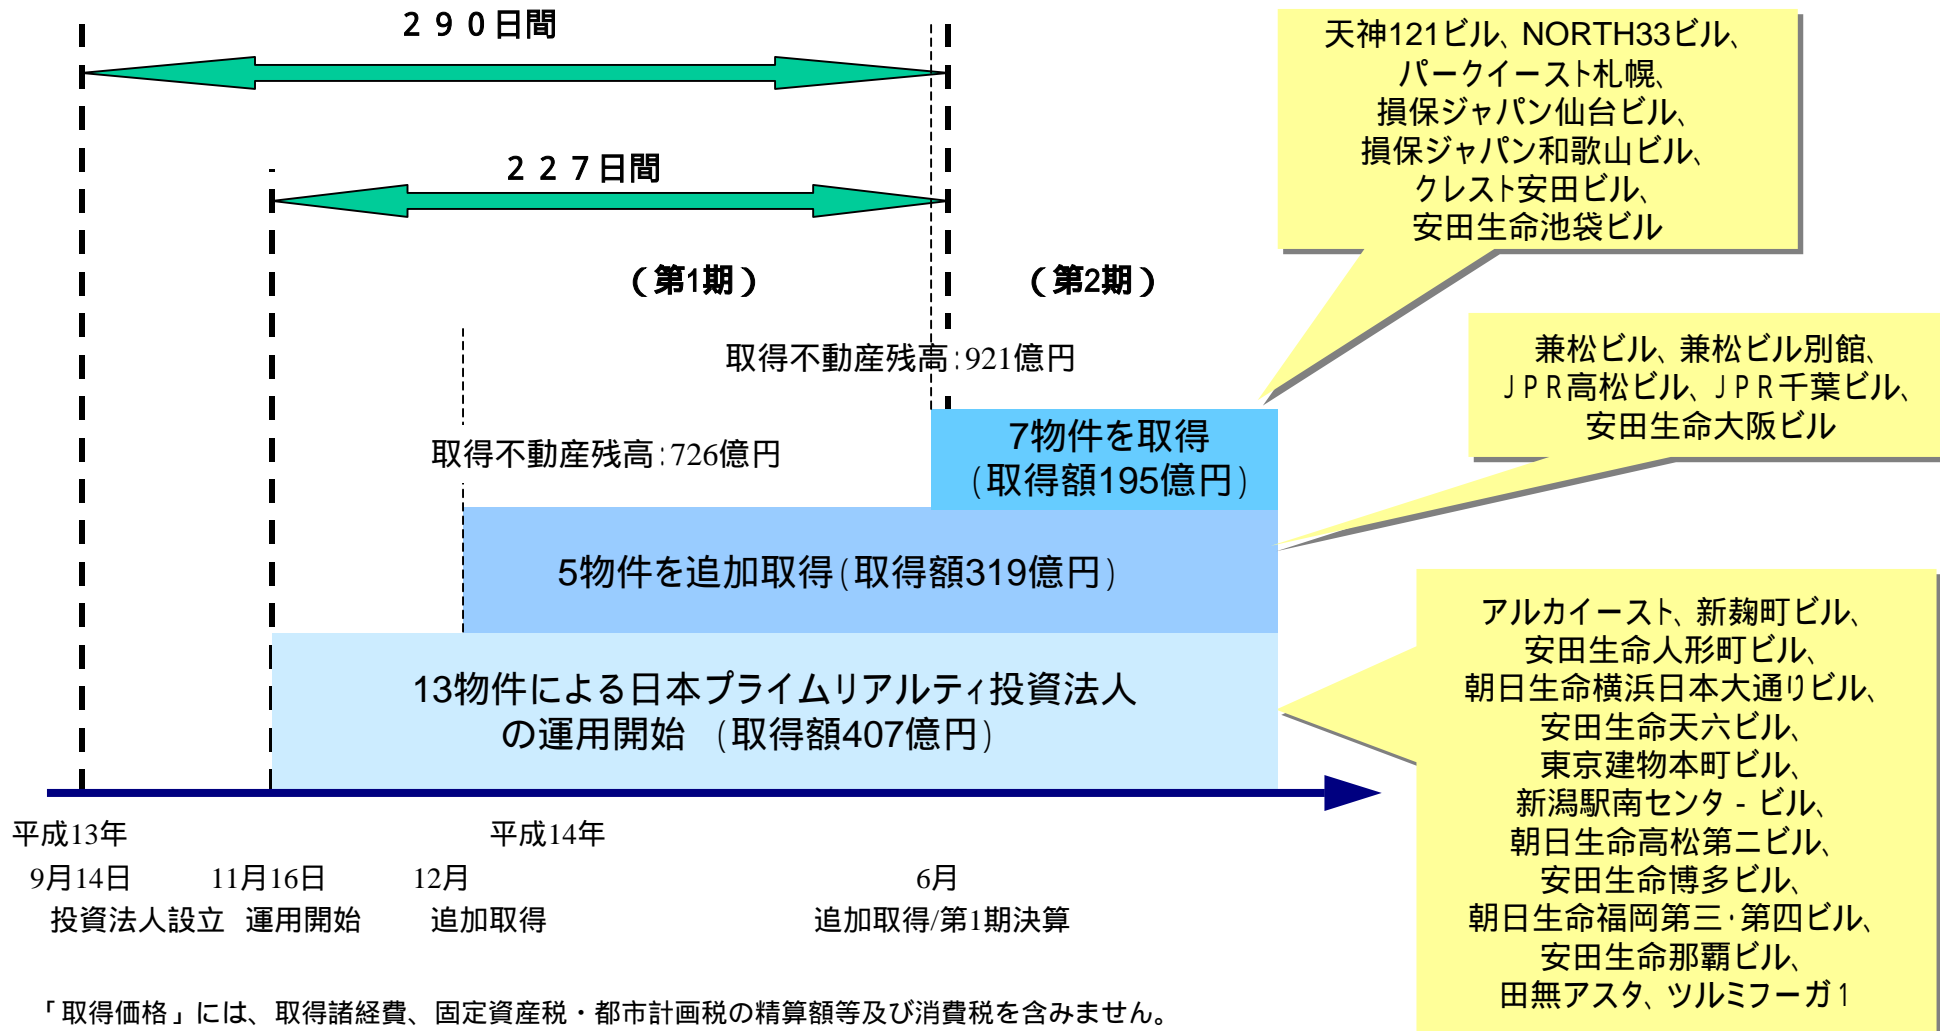 ２９０日間
２２７日間
（第1期）
（第2期）
取得不動産残高：921億円
取得不動産残高：726億円
7物件を取得
（取得額195億円）
5物件を追加取得（取得額319億円）
13物件による日本プライムリアルティ投資法人
の運用開始　（取得額407億円）
天神121ビル、NORTH33ビル、
パークイースト札幌、
損保ジャパン仙台ビル、
損保ジャパン和歌山ビル、
クレスト安田ビル、
安田生命池袋ビル
兼松ビル、兼松ビル別館、
ＪＰＲ高松ビル、ＪＰＲ千葉ビル、
安田生命大阪ビル
アルカイースト、新麹町ビル、
安田生命人形町ビル、
朝日生命横浜日本大通りビル、
安田生命天六ビル、
東京建物本町ビル、
新潟駅南センタ－ビル、
朝日生命高松第二ビル、
安田生命博多ビル、
朝日生命福岡第三・第四ビル、
安田生命那覇ビル、
田無アスタ、ツルミフーガ１
平成13年
平成14年
9月14日
11月16日
12月
6月
投資法人設立
運用開始
追加取得
追加取得/第1期決算
「取得価格」には、取得諸経費、固定資産税・都市計画税の精算額等及び消費税を含みません。